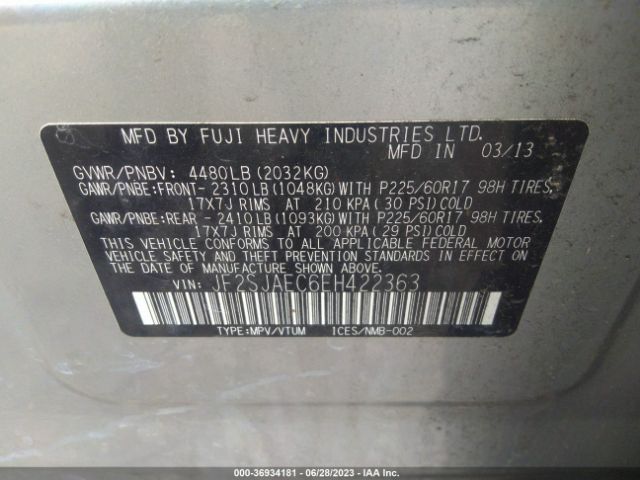 MFD BY FUJI HEAVY INDUSTRIES LTD.
MFD IN 03/13
GVWR/PNBV: 4480LB (2032KG)
GAWR/PNBE:FRONT- 2310LB (1048KG) WITH P225/60R17 98H TIRES.
17X7J RIMS AT 210 KPA (30 PSI) COLD
GAWR/PNBE:REAR - 2410LB (1093KG) WITH P225/60R17 98H TIRES.
17X7J RIMS AT 200 KPA (29 PSI) COLD
THIS VEHICLE CONFORMS TO ALL APPLICABLE FEDERAL MOTOR
VEHICLE SAFETY AND THEFT PREVENTION STANDARDS IN EFFECT
ON THE DATE OF MANUFACTURE SHOWN ABOVE.
VIN: JF2SJAEC6EH422363
TYPE:MPV/VTUM ICES/NMB-002
000-36934181 - 06/28/2023 - IAA, Inc.